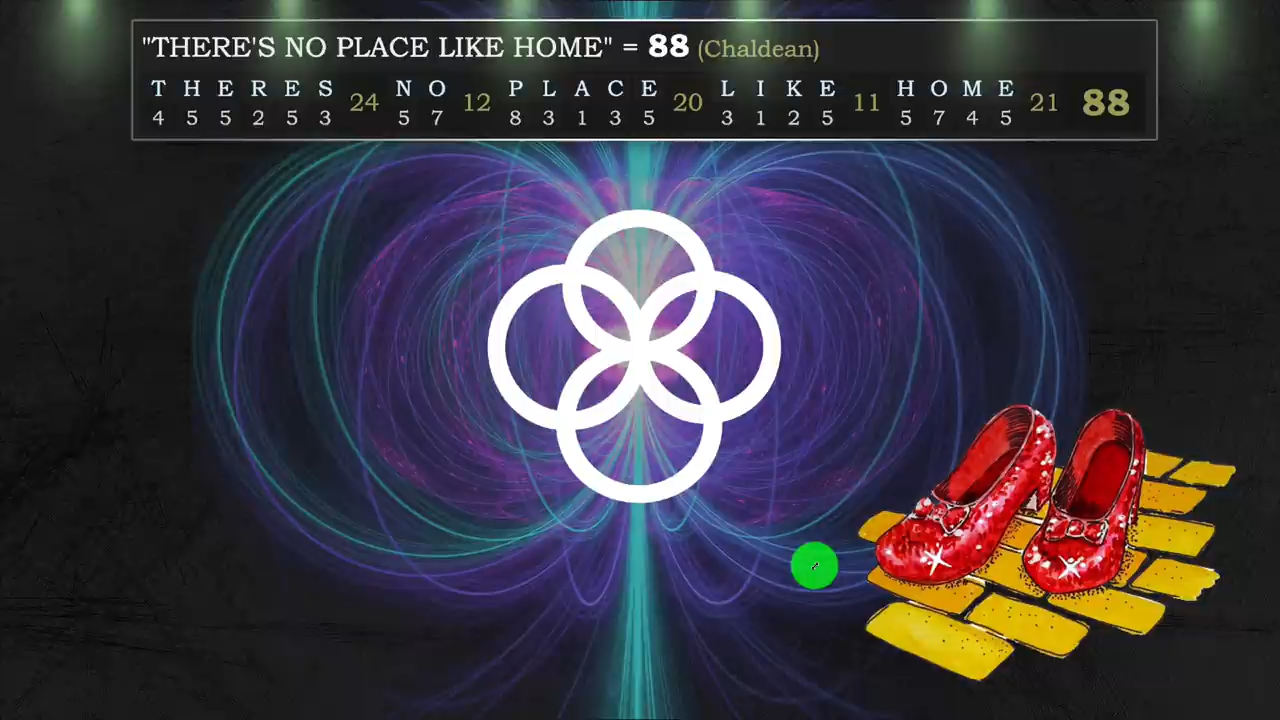 "THERE'S NO PLACE LIKE HOME" = 88 (Chaldean)
T H E R E S 24 N O 12 P L A C E 20 L I K E 11 H O M E 21 88
4 5 5 2 5 3 5 7 8 3 1 3 5 3 1 2 5 5 7 4 5